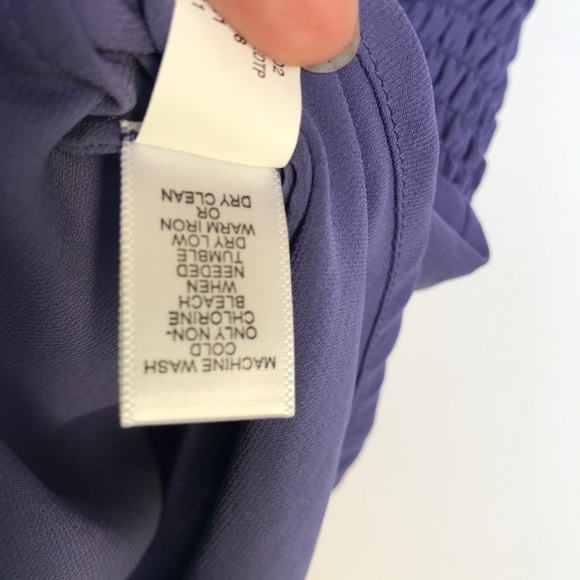 MACHINE WASH
COLD
ONLY NON-
CHLORINE
BLEACH
WHEN
NEEDED
TUMBLE
DRY LOW
WARM IRON
OR
DRY CLEAN